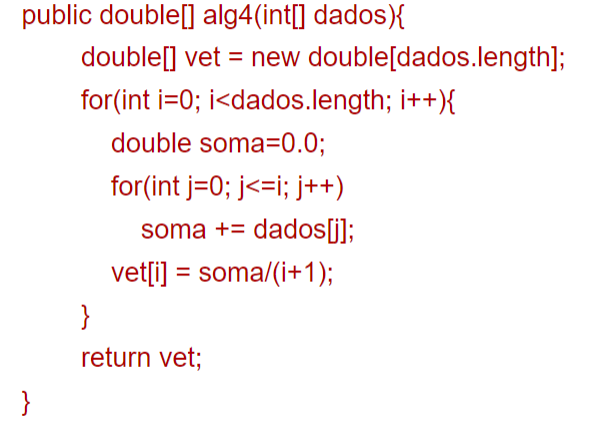 public double[] alg4(int[] dados){
double[] vet = new double[dados.length];
for(int i=0; i<dados.length; i++){
double soma=0.0;
for(int j=0; j<=i; j++)
soma += dados[j];
vet[i] = soma/(i+1);
}
return vet;
}